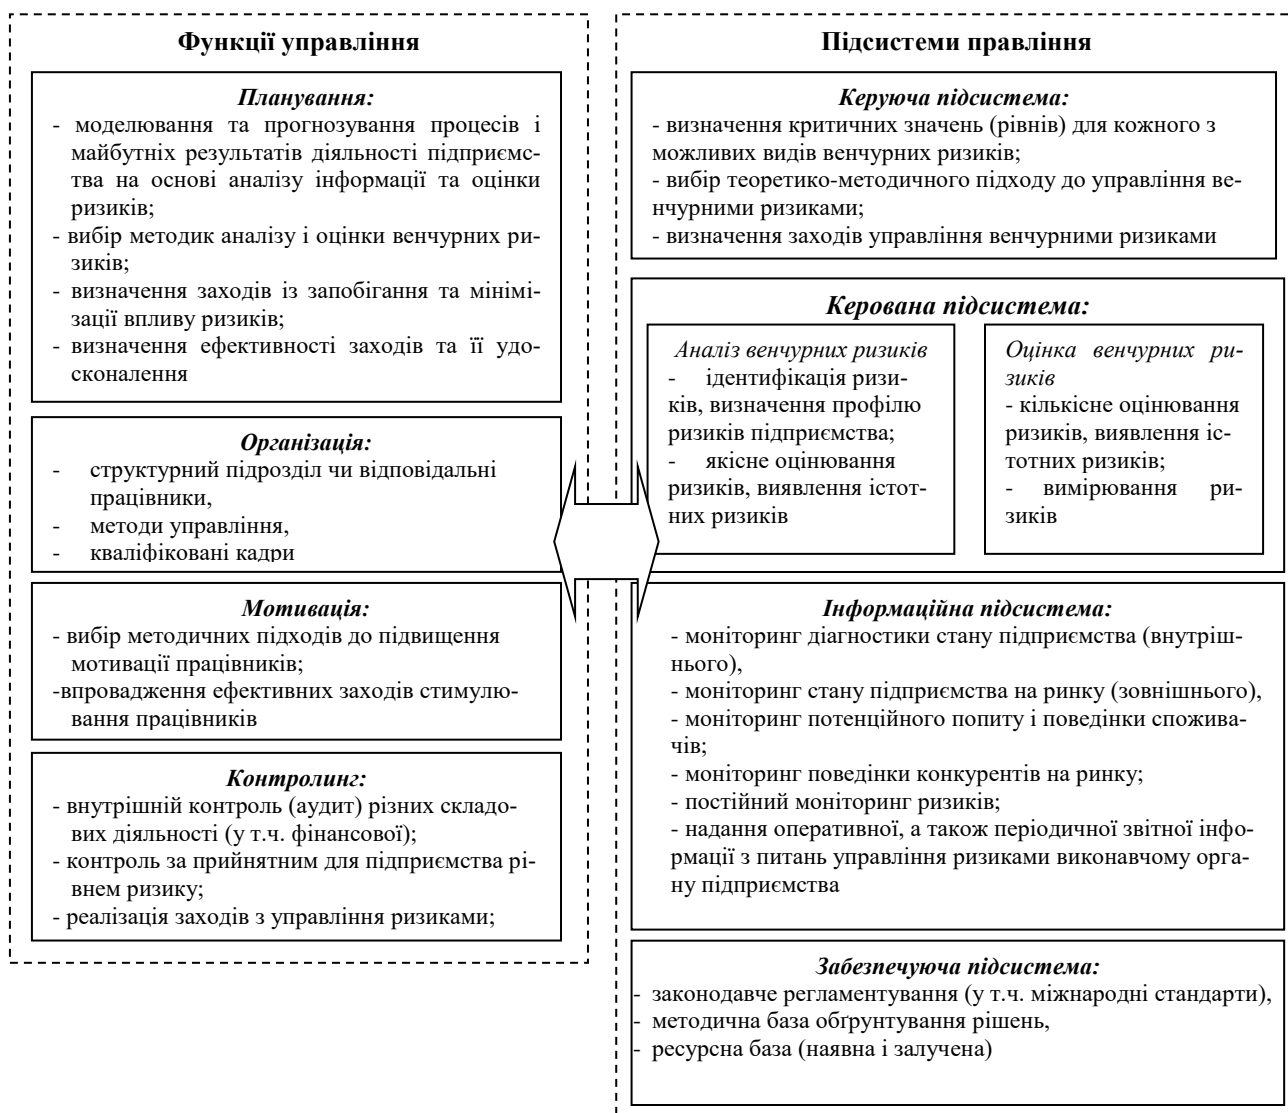 Функції управління
Планування:
- моделювання та прогнозування процесів і
майбутніх результатів діяльності підприємс-
тва на основі аналізу інформації та оцінки
ризиків;
- вибір методик аналізу і оцінки венчурних ри-
зиків;
- визначення заходів із запобігання та мінімі-
зації впливу ризиків;
- визначення ефективності заходів та її удо-
сконалення
Організація:
- структурний підрозділ чи відповідальні
працівники,
- методи управління,
- кваліфіковані кадри
Мотивація:
- вибір методичних підходів до підвищення
мотивації працівників;
-впровадження ефективних заходів стимулю-
вання працівників
Контролинг:
- внутрішній контроль (аудит) різних складо-
вих діяльності (у т.ч. фінансової);
- контроль за прийнятним для підприємства рі-
внем ризику;
- реалізація заходів з управління ризиками;
Підсистеми правління
Керуюча підсистема:
- визначення критичних значень (рівнів) для кожного з
можливих видів венчурних ризиків;
- вибір теоретико-методичного підходу до управління ве-
нчурними ризиками;
- визначення заходів управління венчурними ризиками
Керована підсистема:
Аналіз венчурних ризиків
- ідентифікація ризи-
ків, визначення профілю
ризиків підприємства;
- якісне оцінювання
ризиків, виявлення істот-
них ризиків
Оцінка венчурних ри-
зиків
- кількісне оцінювання
ризиків, виявлення іс-
тотних ризиків;
- вимірювання ри-
зиків
Інформаційна підсистема:
- моніторинг діагностики стану підприємства (внутріш-
нього),
- моніторинг стану підприємства на ринку (зовнішнього),
- моніторинг потенційного попиту і поведінки спожива-
чів;
- моніторинг поведінки конкурентів на ринку;
- постійний моніторинг ризиків;
- надання оперативної, а також періодичної звітної інфо-
рмації з питань управління ризиками виконавчому орга-
ну підприємства
Забезпечуюча підсистема:
- законодавче регламентування (у т.ч. міжнародні стандарти),
- методична база обґрунтування рішень,
- ресурсна база (наявна і залучена)